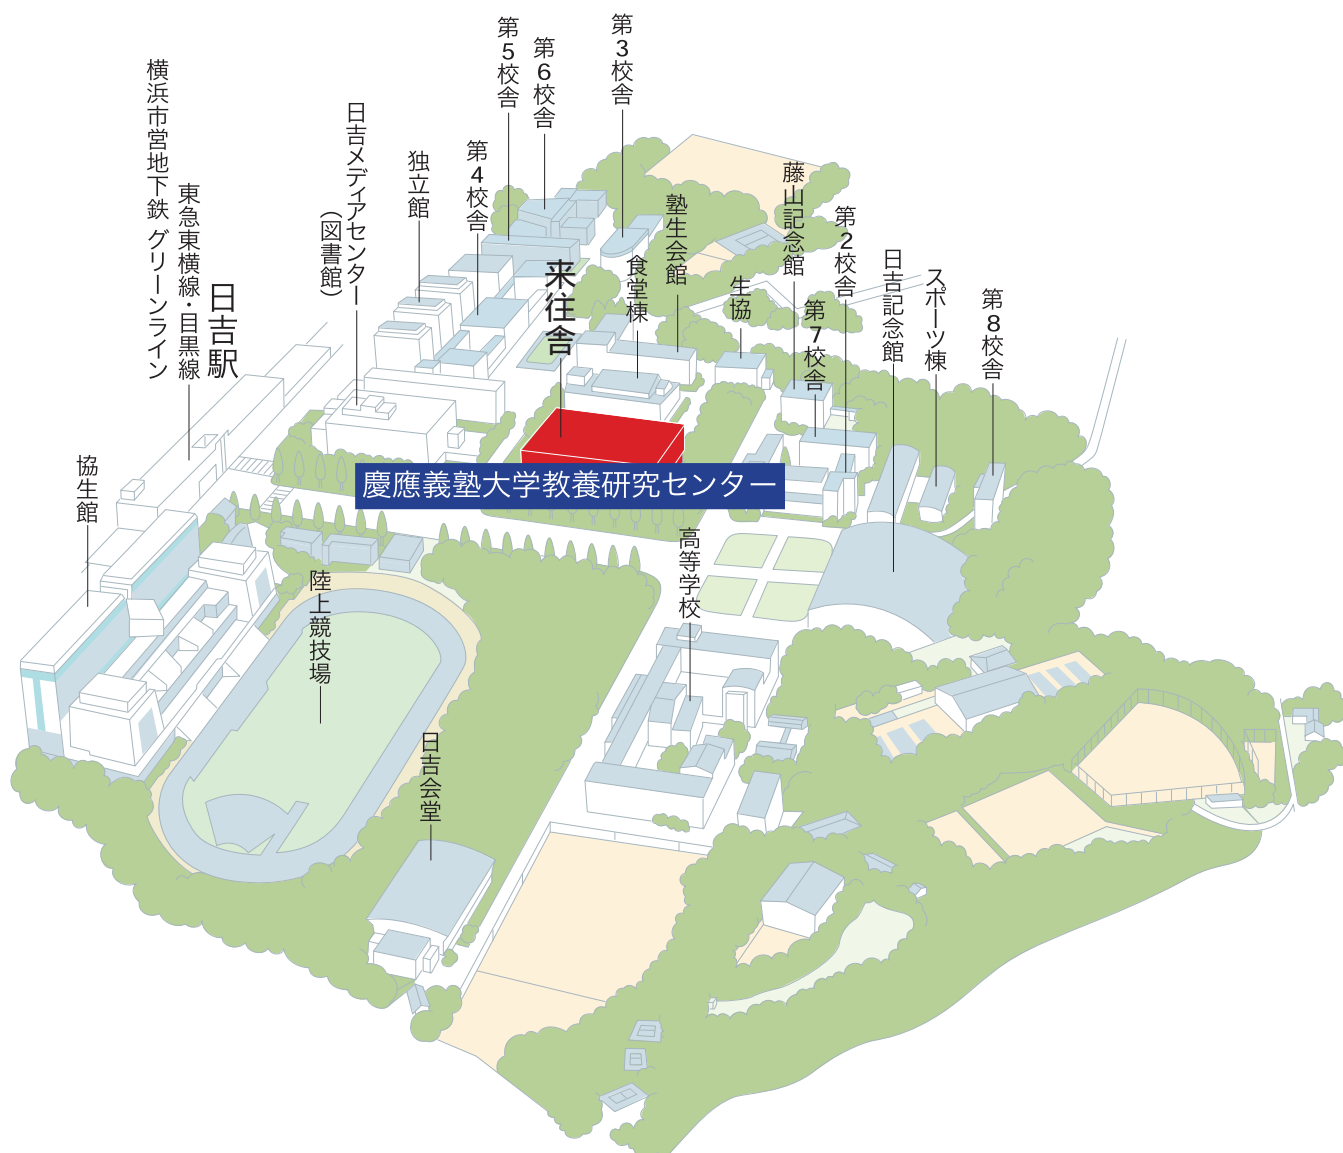 第3校舎
第5校舎
第6校舎
横浜市営地下鉄 グリーンライン
東急東横線・目黒線
日吉駅
日吉メディアセンター
（図書館）
独立館
第4校舎
来往舎
食堂棟
塾生会館
生協
藤山記念館
第7校舎
第2校舎
日吉記念館
スポーツ棟
第8校舎
協生館
慶應義塾大学教養研究センター
高等学校
陸上競技場
日吉会堂